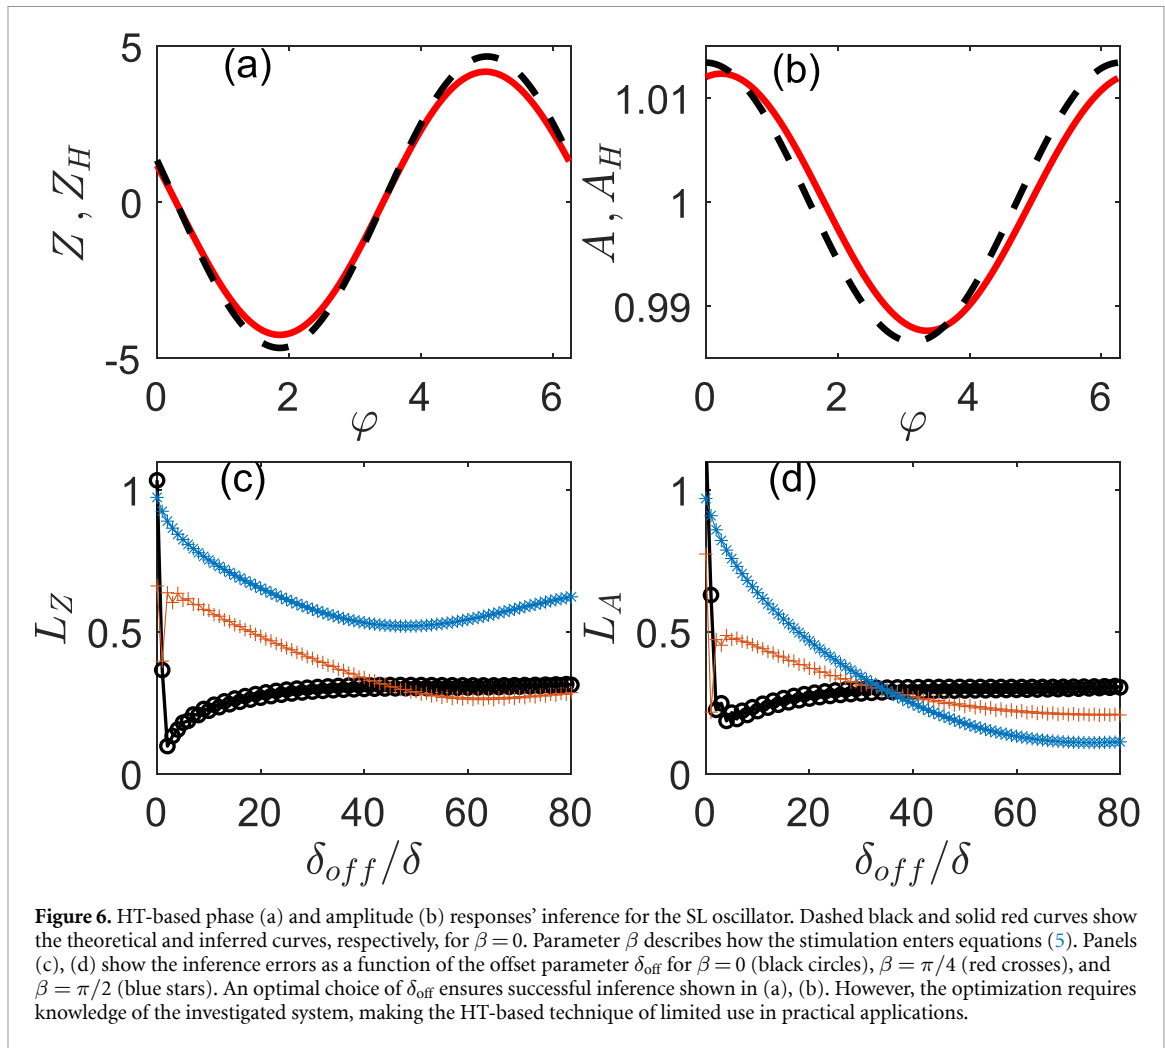 (a)
5
0
-5
Z , Z_H
0 2 4 6
φ
(b)
1.01
1
0.99
A , A_H
0 2 4 6
φ
(c)
1
0.5
0
L_Z
0 20 40 60 80
δ_off/δ
(d)
1
0.5
0
L_A
0 20 40 60 80
δ_off/δ
Figure 6. HT-based phase (a) and amplitude (b) responses’ inference for the SL oscillator. Dashed black and solid red curves show
the theoretical and inferred curves, respectively, for β = 0. Parameter β describes how the stimulation enters equations (5). Panels
(c), (d) show the inference errors as a function of the offset parameter δ_off for β = 0 (black circles), β = π/4 (red crosses), and
β = π/2 (blue stars). An optimal choice of δ_off ensures successful inference shown in (a), (b). However, the optimization requires
knowledge of the investigated system, making the HT-based technique of limited use in practical applications.